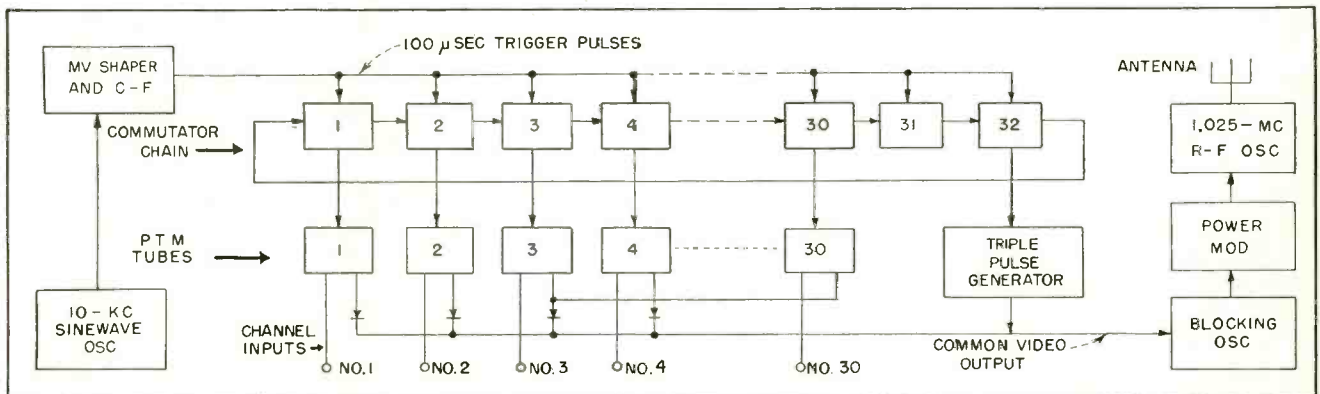 100 µSEC TRIGGER PULSES
MV SHAPER
AND C-F
ANTENNA
COMMUTATOR
CHAIN
1
2
3
4
30
31
32
1,025-MC
R-F OSC
P T M
TUBES
1
2
3
4
30
TRIPLE
PULSE
GENERATOR
POWER
MOD
10-KC
SINEWAVE
OSC
CHANNEL
INPUTS
COMMON VIDEO
OUTPUT
BLOCKING
OSC
NO.1
NO.2
NO.3
NO.4
NO. 30